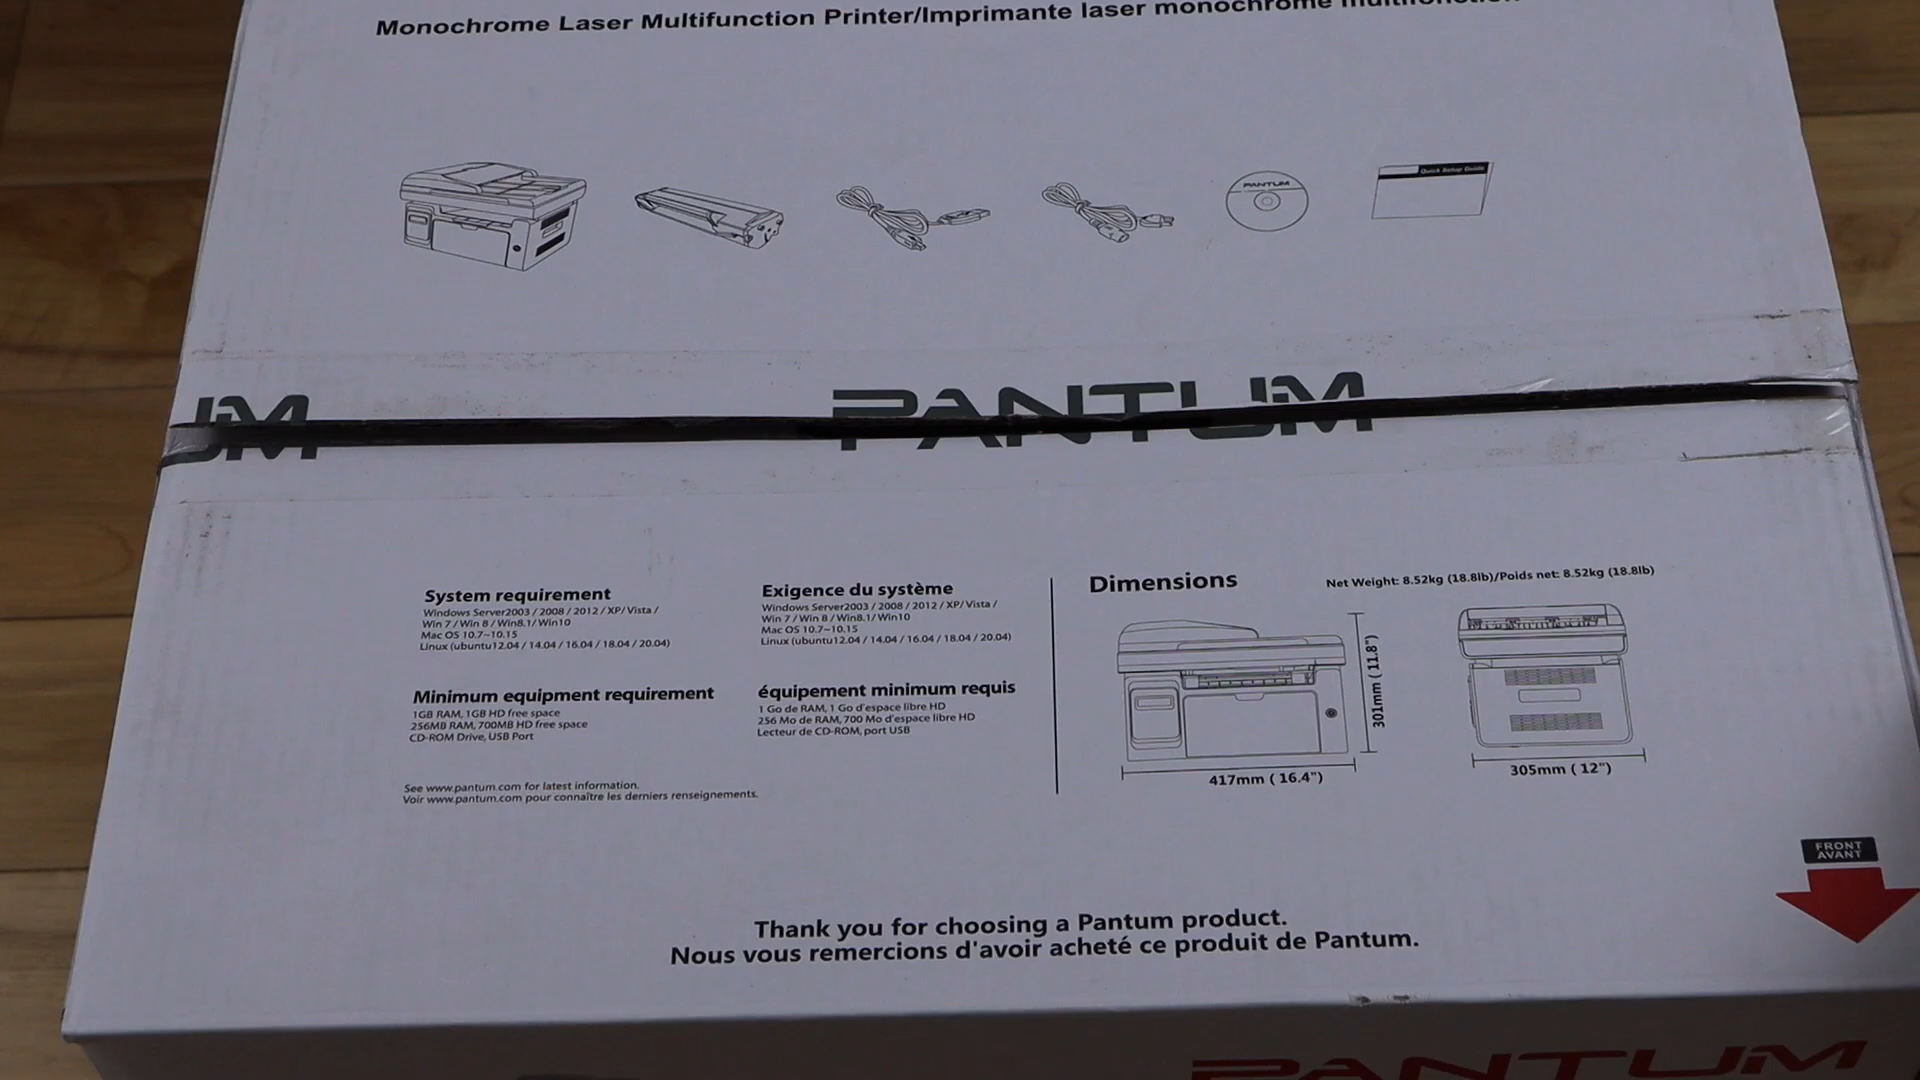 Monochrome Laser Multifunction Printer/Imprimante laser monochrome multifonction
PANTUM
Quick Setup Guide
UM
PANTUM
System requirement
Windows Server2003 / 2008 / 2012 / XP/ Vista /
Win 7 / Win 8 / Win8.1/ Win10
Mac OS 10.7~10.15
Linux (ubuntu12.04 / 14.04 / 16.04 / 18.04 / 20.04)
Minimum equipment requirement
1GB RAM, 1GB HD free space
256MB RAM, 700MB HD free space
CD-ROM Drive, USB Port
Exigence du système
Windows Server2003 / 2008 / 2012 / XP/ Vista /
Win 7 / Win 8 / Win8.1/ Win10
Mac OS 10.7~10.15
Linux (ubuntu12.04 / 14.04 / 16.04 / 18.04 / 20.04)
équipement minimum requis
1 Go de RAM, 1 Go d'espace libre HD
256 Mo de RAM, 700 Mo d'espace libre HD
Lecteur de CD-ROM, port USB
See www.pantum.com for latest information.
Voir www.pantum.com pour connaître les derniers renseignements.
Dimensions
Net Weight: 8.52kg (18.8lb)/Poids net: 8.52kg (18.8lb)
301mm ( 11.8")
417mm ( 16.4")
305mm ( 12")
FRONT
AVANT
Thank you for choosing a Pantum product.
Nous vous remercions d'avoir acheté ce produit de Pantum.
PANTUM